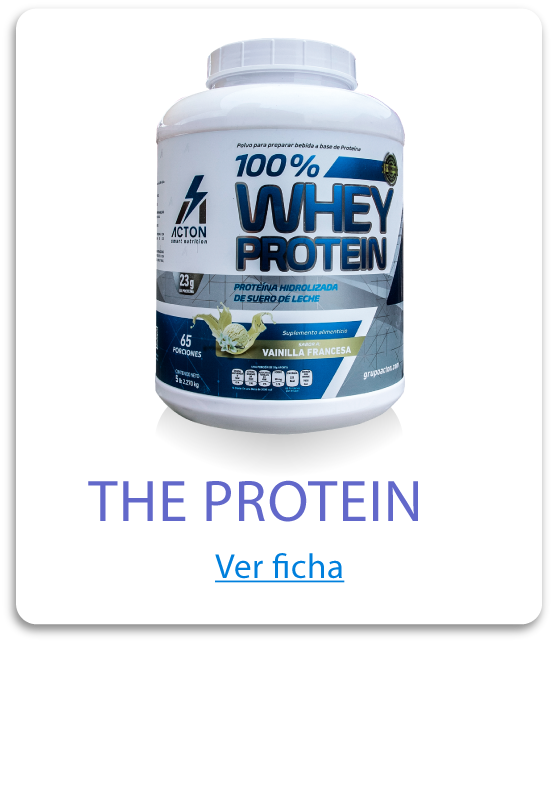 Polvo para preparar bebida a base de Proteína
100%
WHEY
PROTEIN
ACTON
smart nutrition
23g
PROTEÍNA HIDROLIZADA
DE SUERO DE LECHE
Suplemento alimenticio
65
PORCIONES
VAINILLA FRANCESA
CONTENIDO NETO
5 lb 2.270 kg
grupoacton.com
THE PROTEIN
Ver ficha